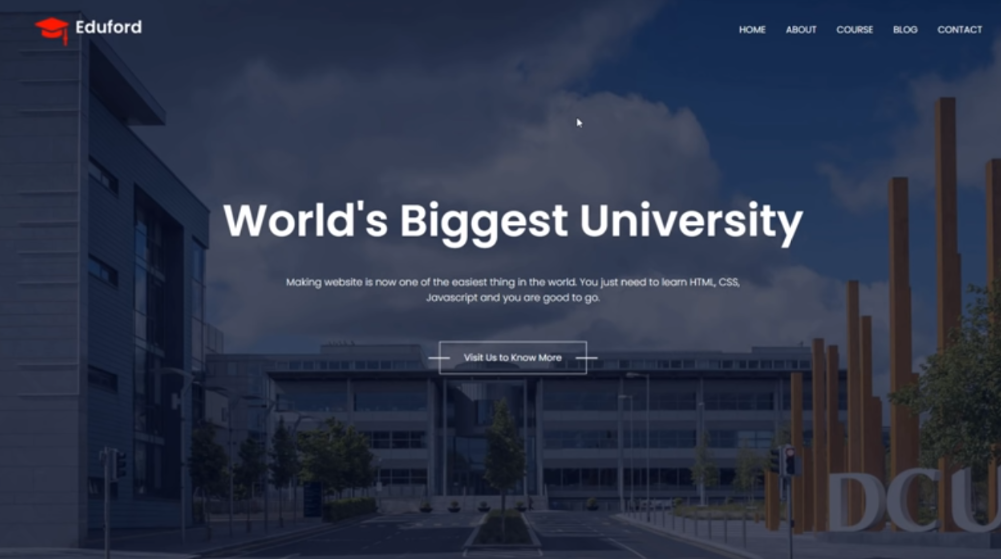 Eduford
HOME ABOUT COURSE BLOG CONTACT
World's Biggest University
Making website is now one of the easiest thing in the world. You just need to learn HTML, CSS,
Javascript and you are good to go.
Visit Us to Know More
DCU